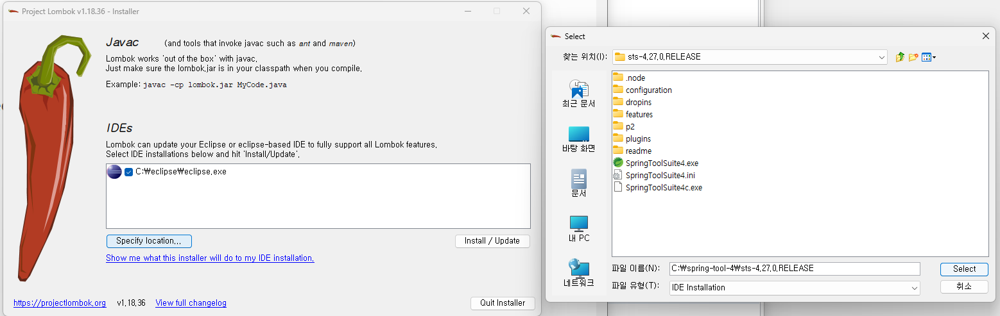 Project Lombok v1.18.36 - Installer
Javac (and tools that invoke javac such as ant and maven)
Lombok works 'out of the box' with javac.
Just make sure the lombok.jar is in your classpath when you compile.
Example: javac -cp lombok.jar MyCode.java
IDEs
Lombok can update your Eclipse or eclipse-based IDE to fully support all Lombok features.
Select IDE installations below and hit 'Install/Update'.
C:₩eclipse₩eclipse.exe
Specify location...
Install / Update
Show me what this installer will do to my IDE installation.
https://projectlombok.org v1.18.36 View full changelog
Quit Installer
Select
찾는 위치(I): sts-4.27.0.RELEASE
최근 문서
바탕 화면
문서
내 PC
네트워크
.node
configuration
dropins
features
p2
plugins
readme
SpringToolSuite4.exe
SpringToolSuite4.ini
SpringToolSuite4c.exe
파일 이름(N): C:₩spring-tool-4₩sts-4.27.0.RELEASE
Select
파일 유형(T): IDE Installation
취소